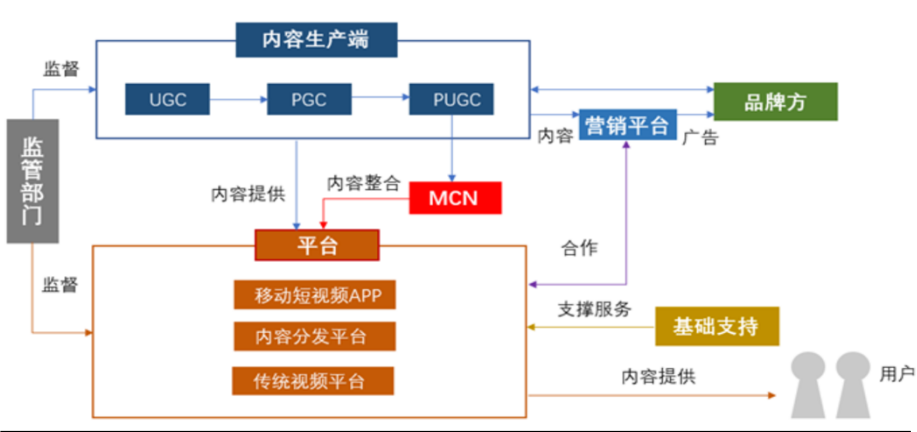 内容生产端
监督
UGC
PGC
PUGC
品牌方
营销平台
内容
广告
监管部门
内容提供
内容整合
MCN
平台
合作
监督
移动短视频APP
支撑服务
基础支持
内容分发平台
传统视频平台
内容提供
用户